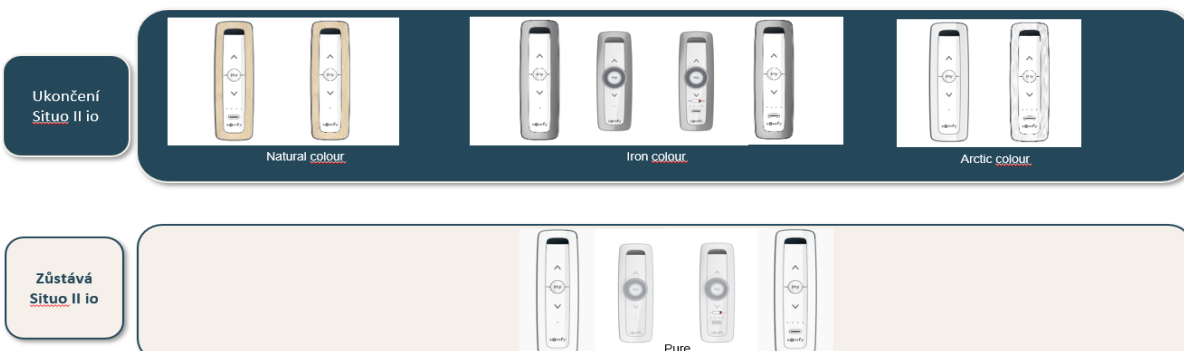 Ukončení
Situo II io
Natural colour
Iron colour
Arctic colour
Zůstává
Situo II io
Pure